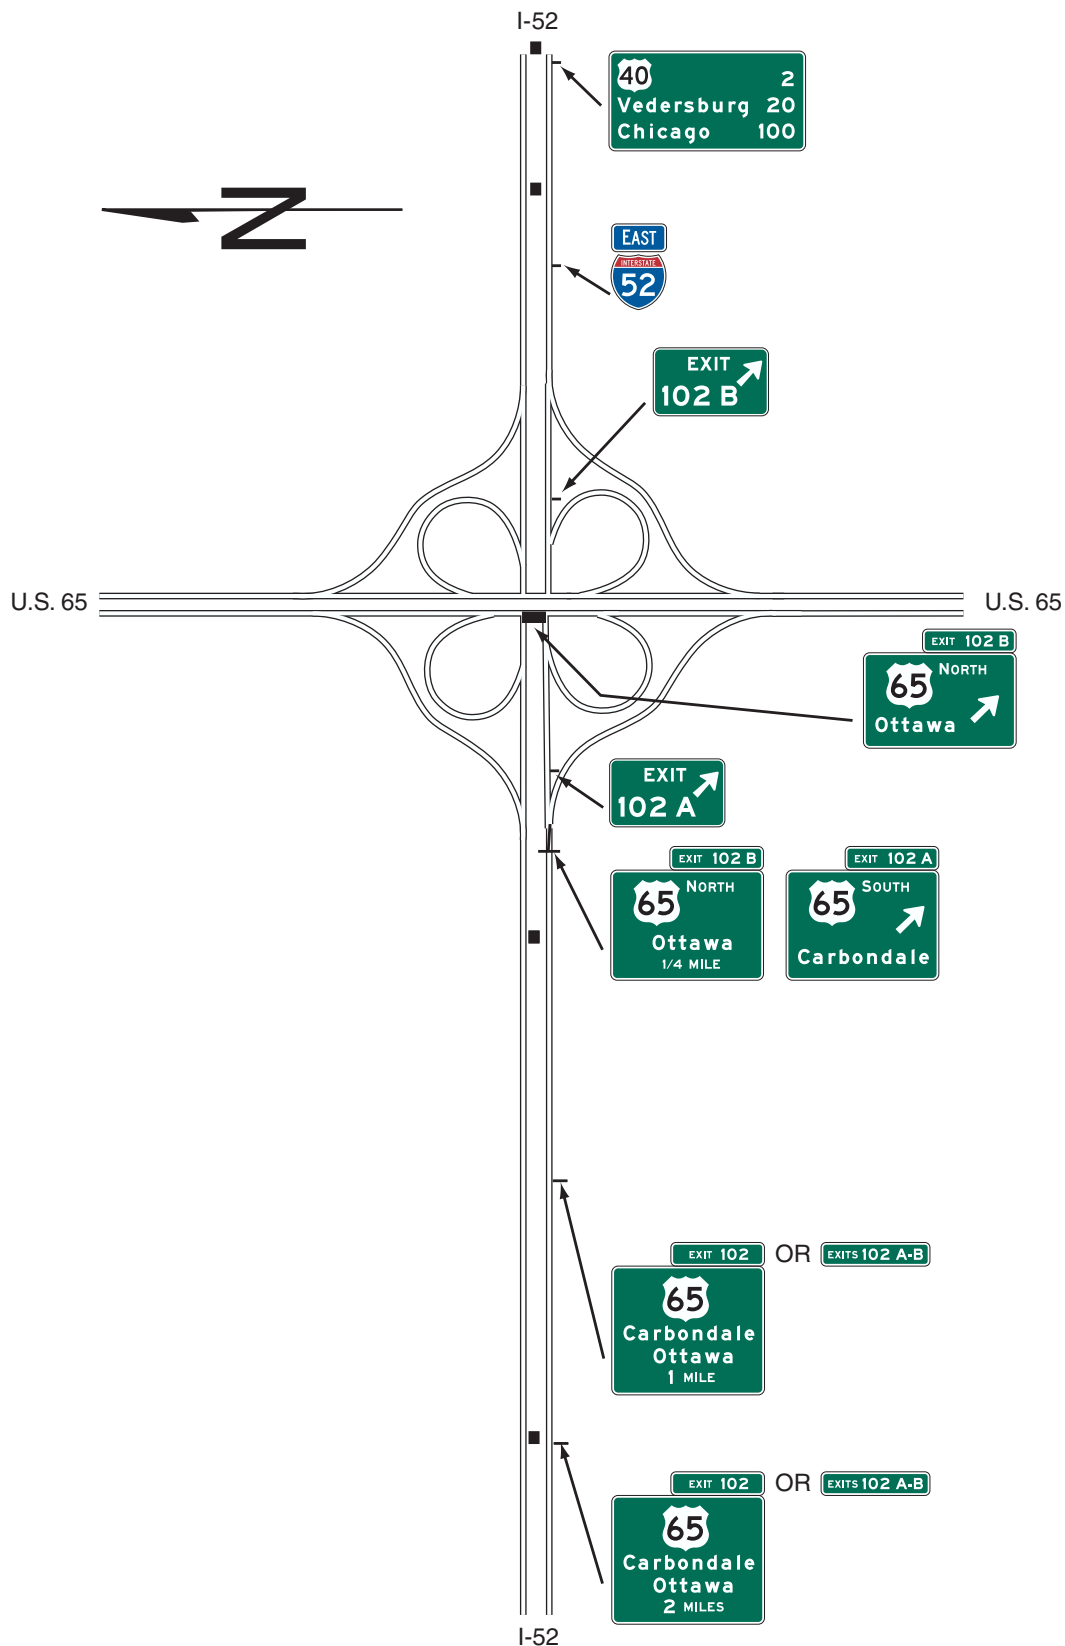 I-52
40 2
Vedersburg 20
Chicago 100
N
EAST
INTERSTATE
52
EXIT
102 B
U.S. 65
U.S. 65
EXIT 102 B
65 NORTH
Ottawa
EXIT
102 A
EXIT 102 B
65 NORTH
Ottawa
1/4 MILE
EXIT 102 A
65 SOUTH
Carbondale
EXIT 102 OR EXITS 102 A-B
65
Carbondale
Ottawa
1 MILE
EXIT 102 OR EXITS 102 A-B
65
Carbondale
Ottawa
2 MILES
I-52